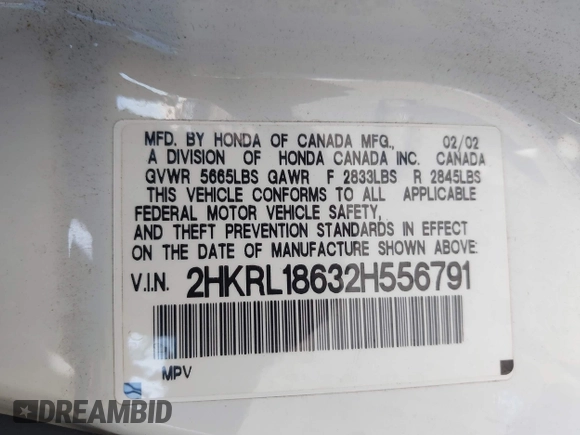 MFD. BY HONDA OF CANADA MFG., 02/02
A DIVISION OF HONDA CANADA INC. CANADA
GVWR 5665LBS GAWR F 2833LBS R 2845LBS
THIS VEHICLE CONFORMS TO ALL APPLICABLE
FEDERAL MOTOR VEHICLE SAFETY,
AND THEFT PREVENTION STANDARDS IN EFFECT
ON THE DATE OF MANUFACTURE SHOWN ABOVE.
V.I.N. 2HKRL18632H556791
MPV
DREAMBID